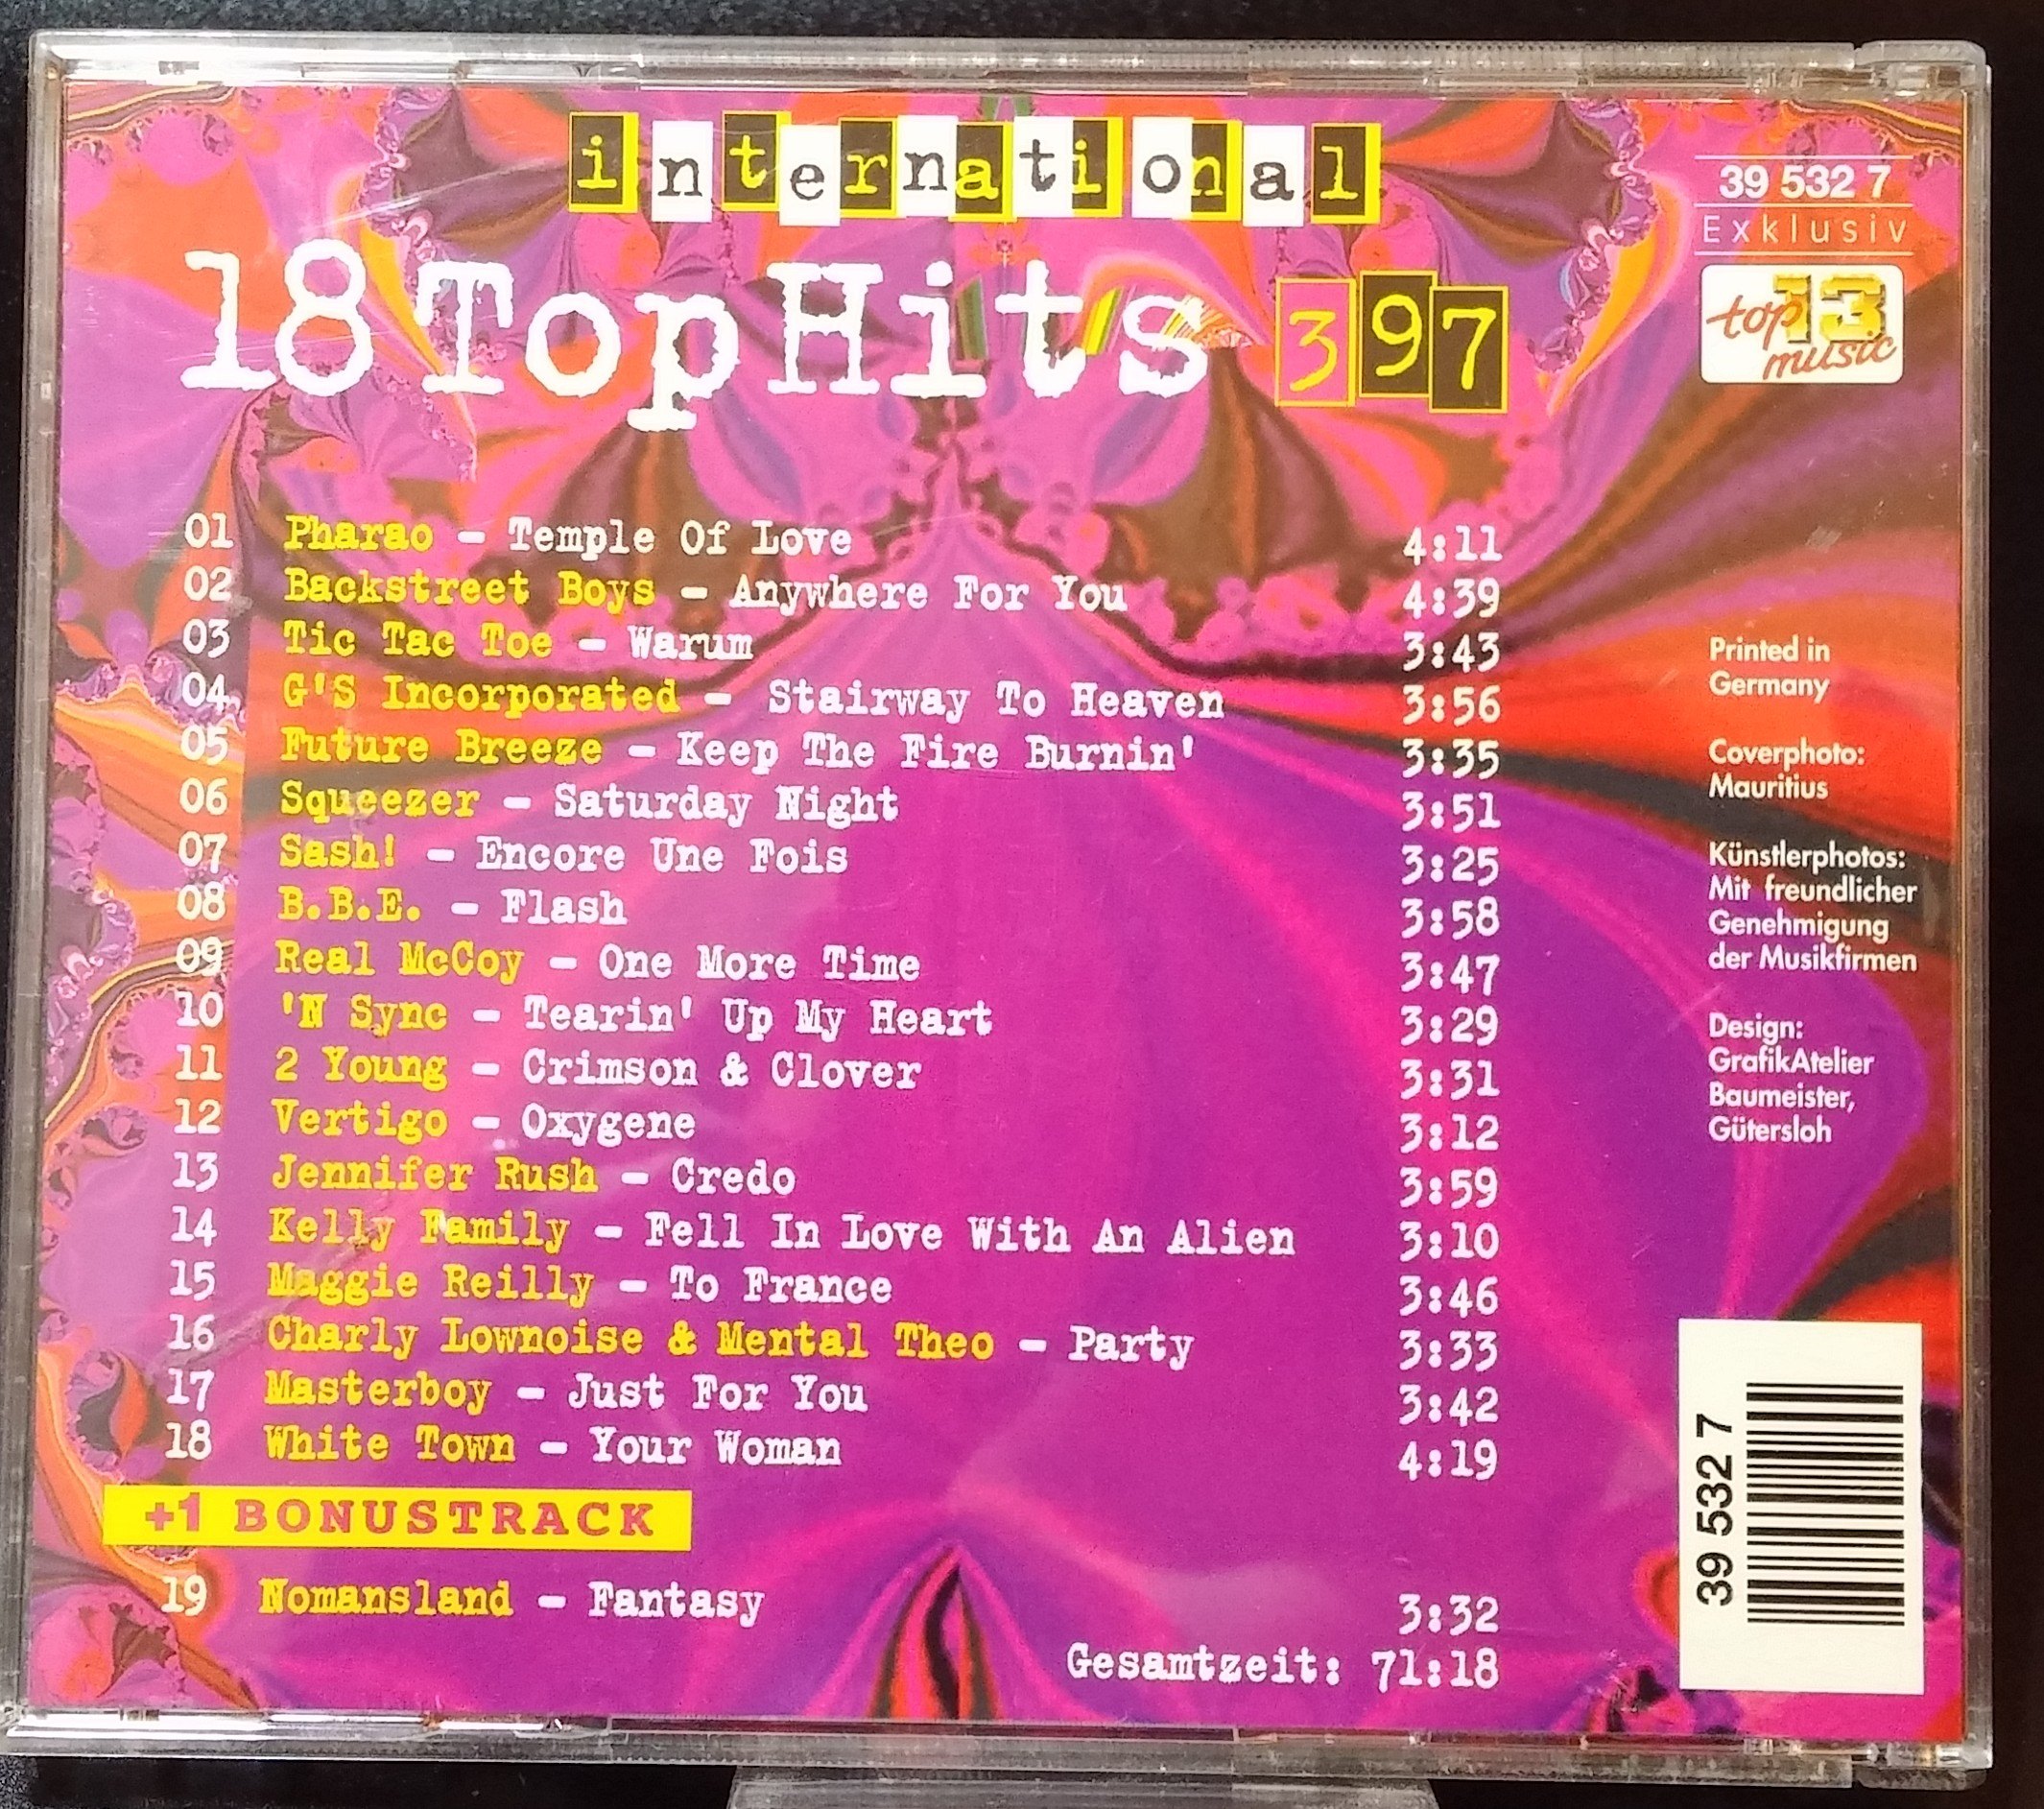 international
18 Top Hits 397
39 532 7
Exklusiv
top 13
music
01 Pharao – Temple Of Love 4:11
02 Backstreet Boys – Anywhere For You 4:39
03 Tic Tac Toe – Warum 3:43
04 G'S Incorporated – Stairway To Heaven 3:56
05 Future Breeze – Keep The Fire Burnin' 3:35
06 Squeezer – Saturday Night 3:51
07 Sash! – Encore Une Fois 3:25
08 B.B.E. – Flash 3:58
09 Real McCoy – One More Time 3:47
10 'N Sync – Tearin' Up My Heart 3:29
11 2 Young – Crimson & Clover 3:31
12 Vertigo – Oxygene 3:12
13 Jennifer Rush – Credo 3:59
14 Kelly Family – Fell In Love With An Alien 3:10
15 Maggie Reilly – To France 3:46
16 Charly Lownoise & Mental Theo – Party 3:33
17 Masterboy – Just For You 3:42
18 White Town – Your Woman 4:19
+1 BONUSTRACK
19 Nomansland – Fantasy 3:32
Gesamtzeit: 71:18
Printed in
Germany
Coverphoto:
Mauritius
Künstlerphotos:
Mit freundlicher
Genehmigung
der Musikfirmen
Design:
GrafikAtelier
Baumeister,
Gütersloh
39 532 7